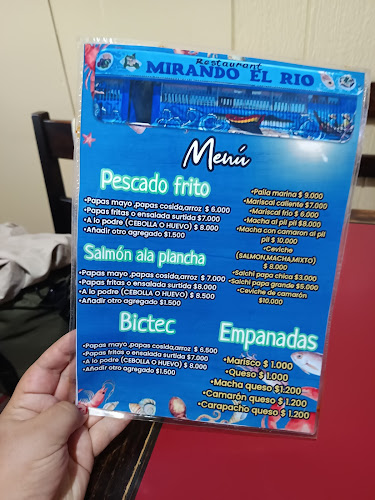 Restaurant
MIRANDO EL RIO
Menú
Pescado frito
•Papas mayo ,papas cosida,arroz $ 6.000
•Papas fritas o ensalada surtida $7.000
•A lo podre (CEBOLLA O HUEVO) $ 8.000
•Añadir otro agregado $1.500
Salmón ala plancha
•Papas mayo ,papas cosida,arroz $ 7.000
•Papas fritas o ensalada surtida $8.000
•A lo podre (CEBOLLA O HUEVO) $ 8.500
•Añadir otro agregado $1.500
Bictec
•Papas mayo ,papas cosida,arroz $ 6.500
•Papas fritas o ensalada surtida $7.000
•A lo podre (CEBOLLA O HUEVO) $ 8,000
•Añadir otro agregado $1.500
•Palla marina $ 9.000
•Mariscal caliente $7.000
•Mariscal frio $ 6.000
•Macha al pil pil $8.000
•Macha con camaron al pil
pil $ 10.000
•Ceviche
(SALMON,MACHA,MIXTO)
$ 8.000
•Salchi papa chica $3.000
•Salchi papa grande $5.000
•Ceviche de camarón
$10.000
Empanadas
•Marisco $ 1.000
•Queso $ 1.000
•Macha queso $1.200
•Camarón queso $ 1.200
•Carapacho queso $ 1.200